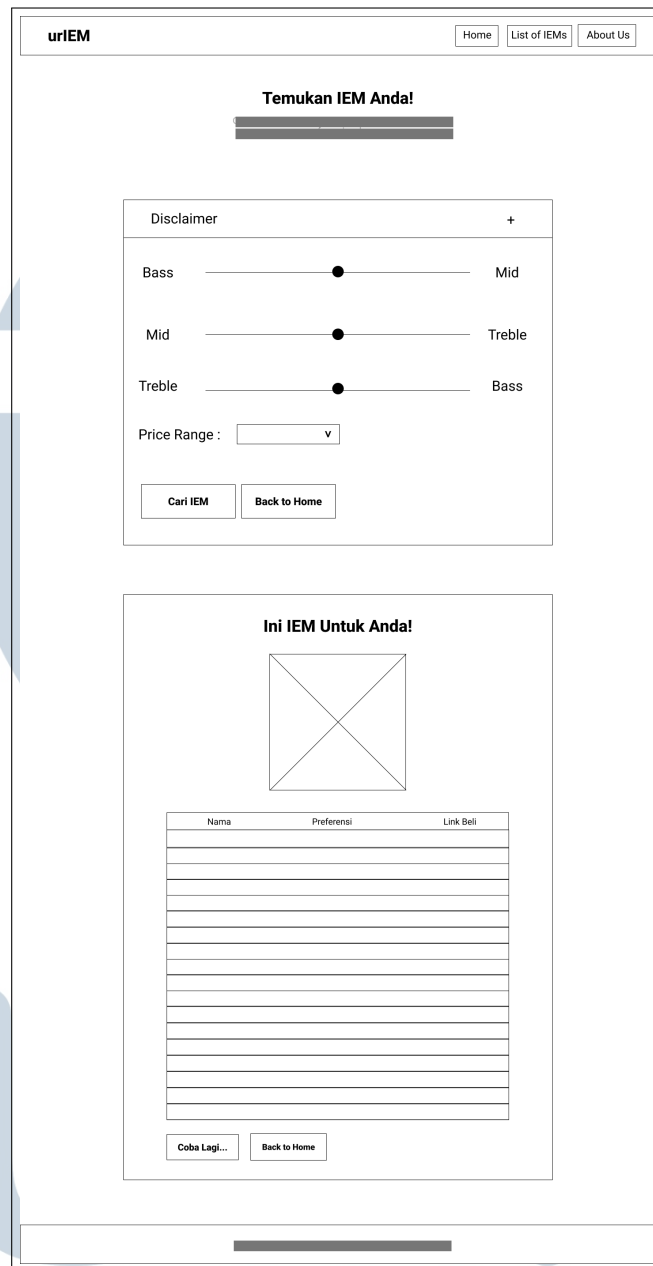 urIEM
Home List of IEMs About Us
Temukan IEM Anda!
Disclaimer +
Bass Mid
Mid Treble
Treble Bass
Price Range : v
Cari IEM Back to Home
Ini IEM Untuk Anda!
Nama Preferensi Link Beli
Coba Lagi... Back to Home